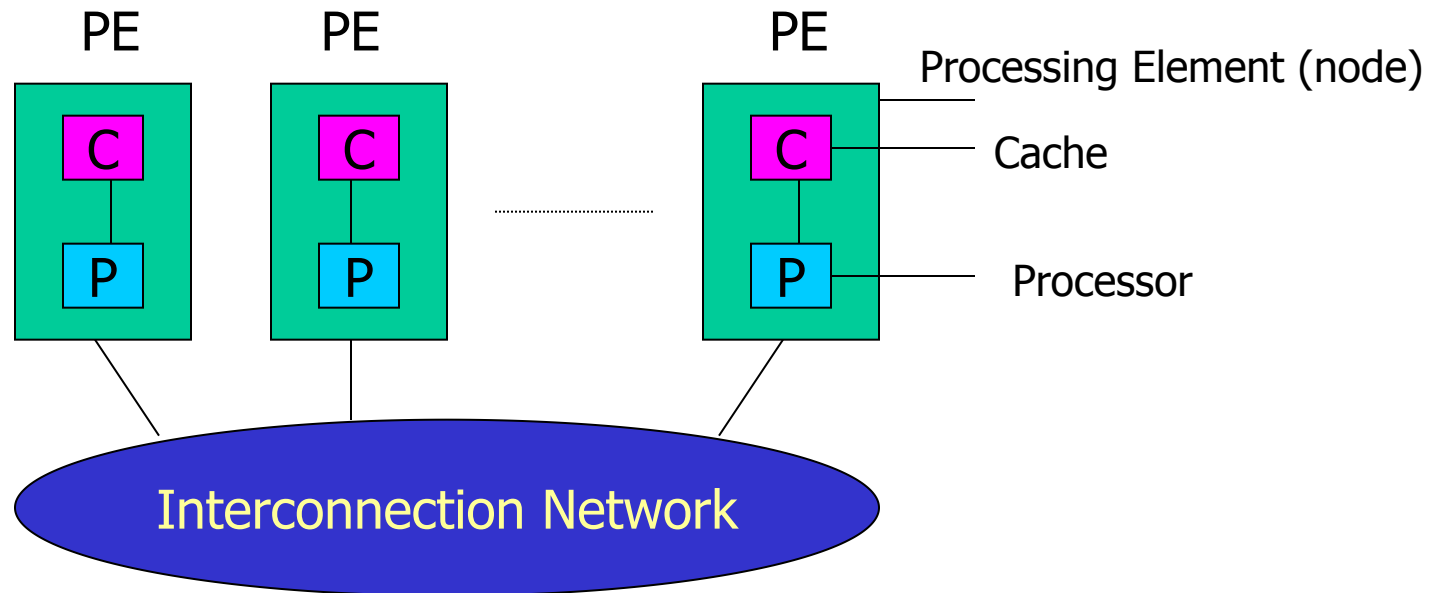 PE
PE
PE
Processing Element (node)
C
C
C
Cache
P
P
P
Processor
Interconnection Network